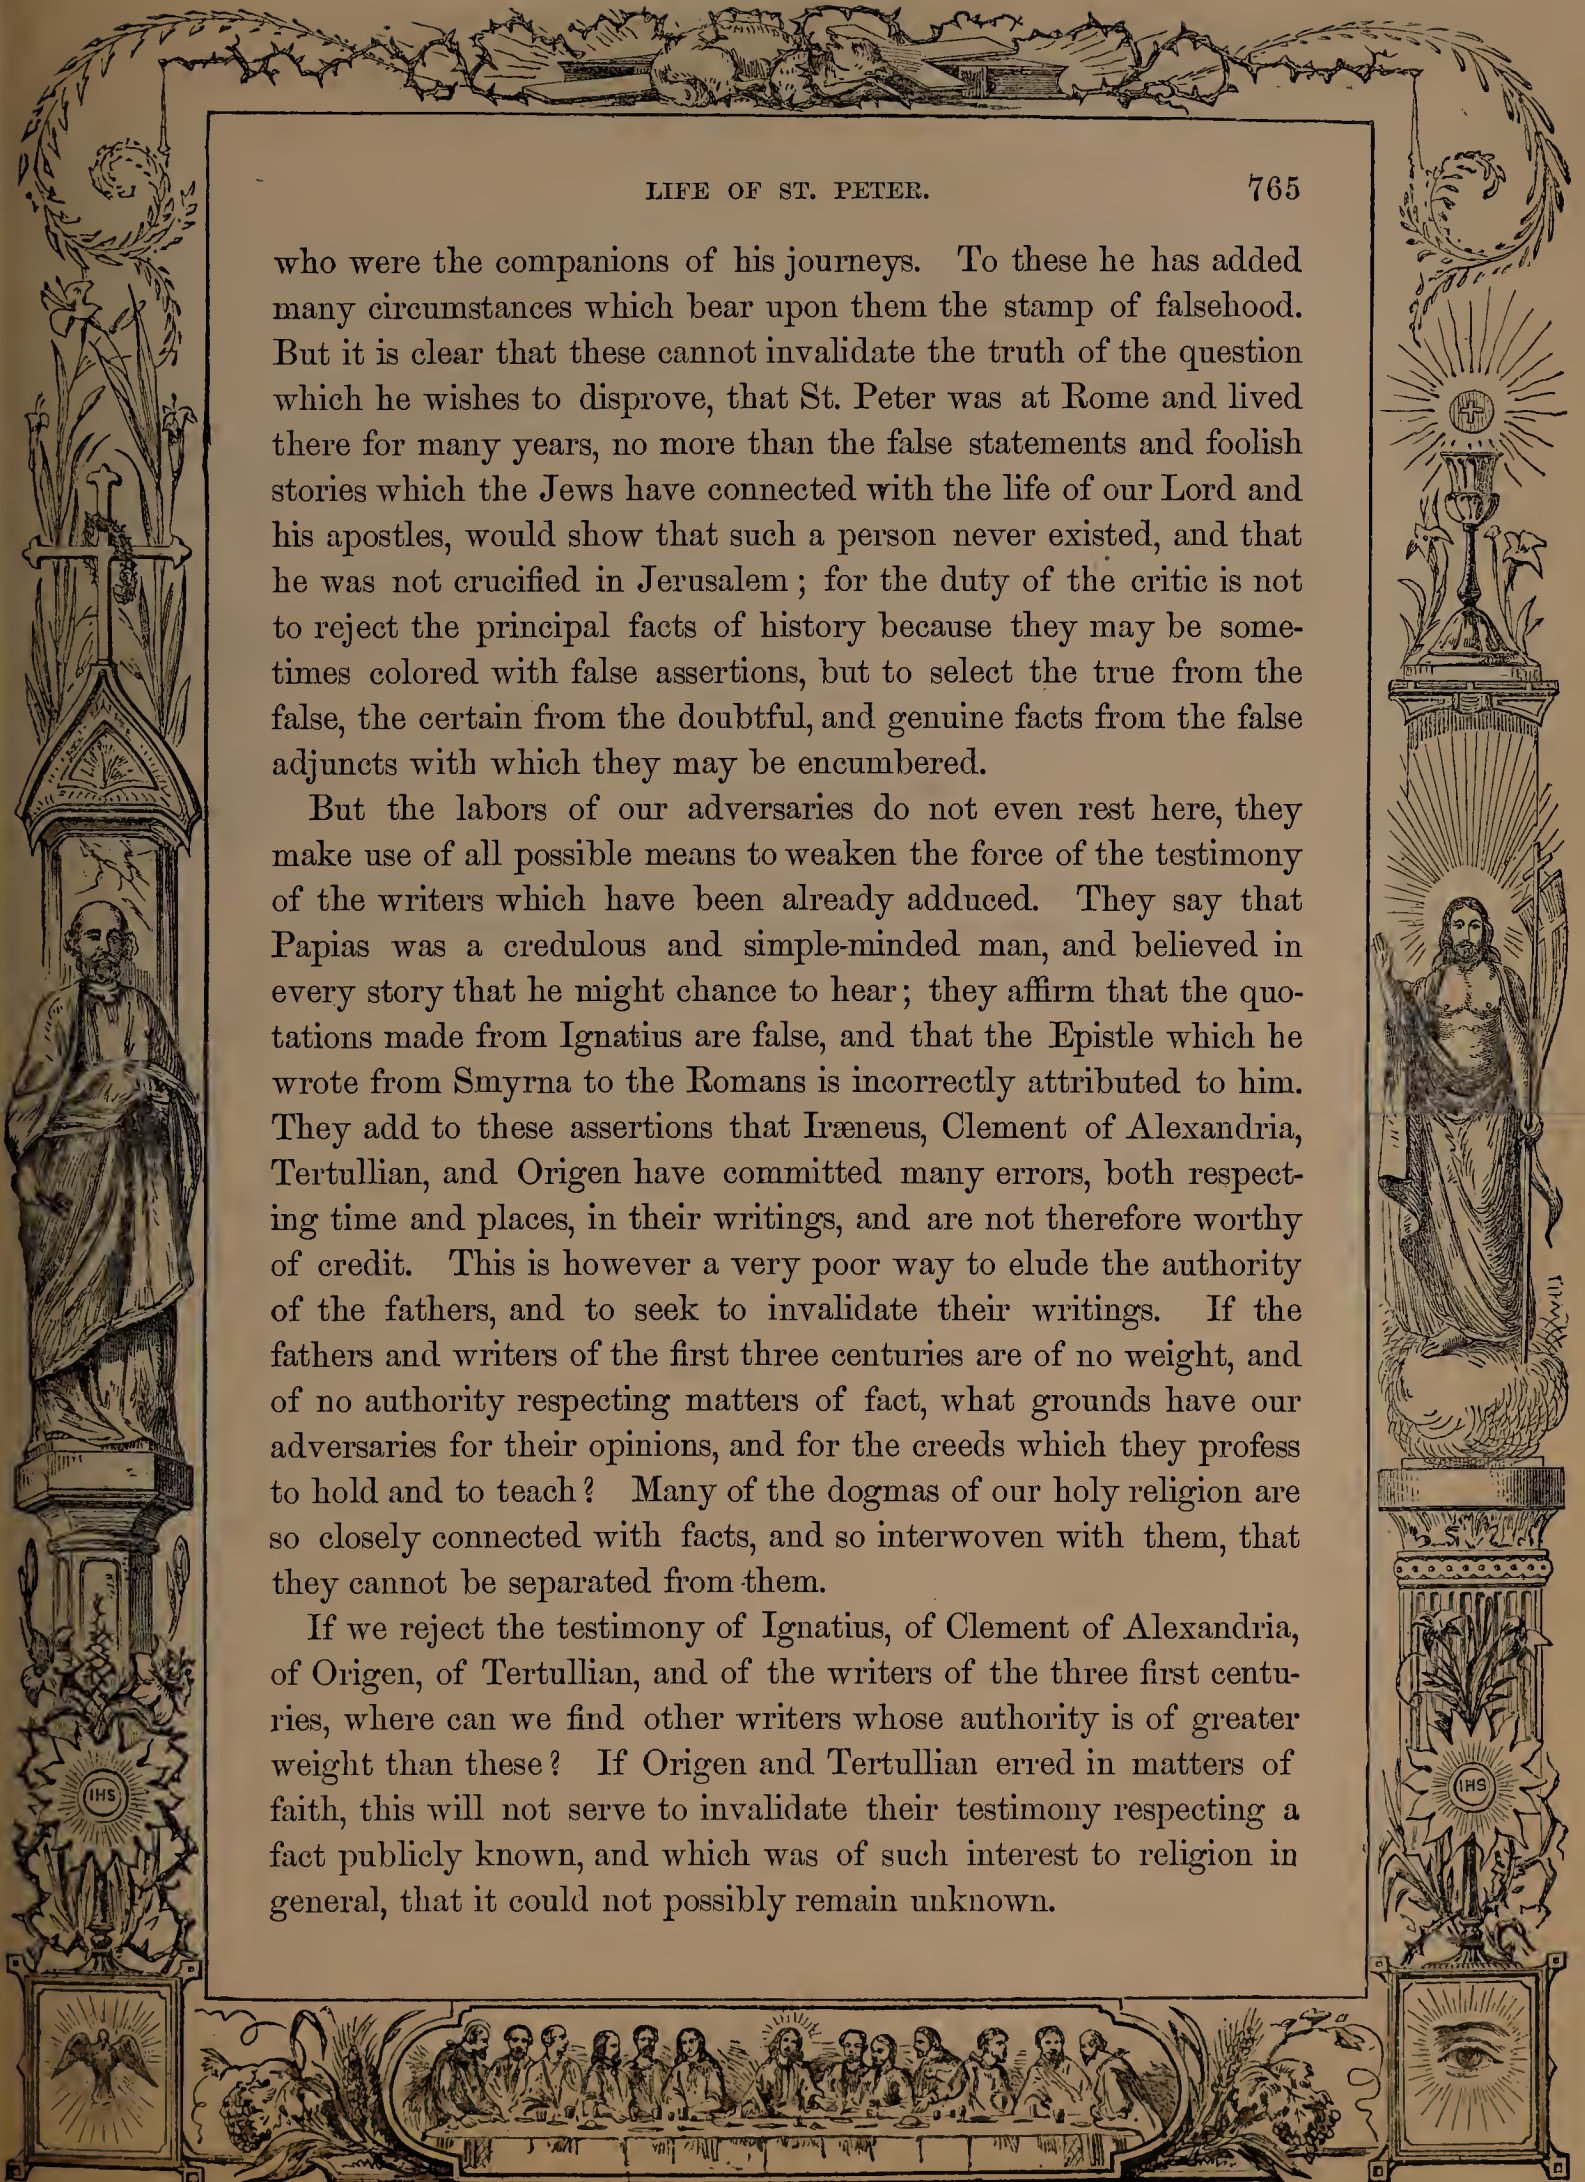 LIFE OF ST. PETER. 765
who were the companions of his journeys. To these he has added
many circumstances which bear upon them the stamp of falsehood.
But it is clear that these cannot invalidate the truth of the question
which he wishes to disprove, that St. Peter was at Rome and lived
there for many years, no more than the false statements and foolish
stories which the Jews have connected with the life of our Lord and
his apostles, would show that such a person never existed, and that
he was not crucified in Jerusalem; for the duty of the critic is not
to reject the principal facts of history because they may be some-
times colored with false assertions, but to select the true from the
false, the certain from the doubtful, and genuine facts from the false
adjuncts with which they may be encumbered.
But the labors of our adversaries do not even rest here, they
make use of all possible means to weaken the force of the testimony
of the writers which have been already adduced. They say that
Papias was a credulous and simple-minded man, and believed in
every story that he might chance to hear; they affirm that the quo-
tations made from Ignatius are false, and that the Epistle which he
wrote from Smyrna to the Romans is incorrectly attributed to him.
They add to these assertions that Iræneus, Clement of Alexandria,
Tertullian, and Origen have committed many errors, both respect-
ing time and places, in their writings, and are not therefore worthy
of credit. This is however a very poor way to elude the authority
of the fathers, and to seek to invalidate their writings. If the
fathers and writers of the first three centuries are of no weight, and
of no authority respecting matters of fact, what grounds have our
adversaries for their opinions, and for the creeds which they profess
to hold and to teach? Many of the dogmas of our holy religion are
so closely connected with facts, and so interwoven with them, that
they cannot be separated from them.
If we reject the testimony of Ignatius, of Clement of Alexandria,
of Origen, of Tertullian, and of the writers of the three first centu-
ries, where can we find other writers whose authority is of greater
weight than these? If Origen and Tertullian erred in matters of
faith, this will not serve to invalidate their testimony respecting a
fact publicly known, and which was of such interest to religion in
general, that it could not possibly remain unknown.
IHS
IHS